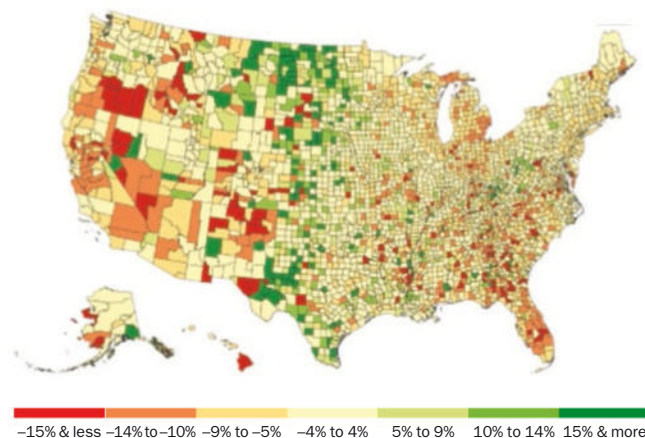 –15% & less –14% to –10% –9% to –5% –4% to 4% 5% to 9% 10% to 14% 15% & more